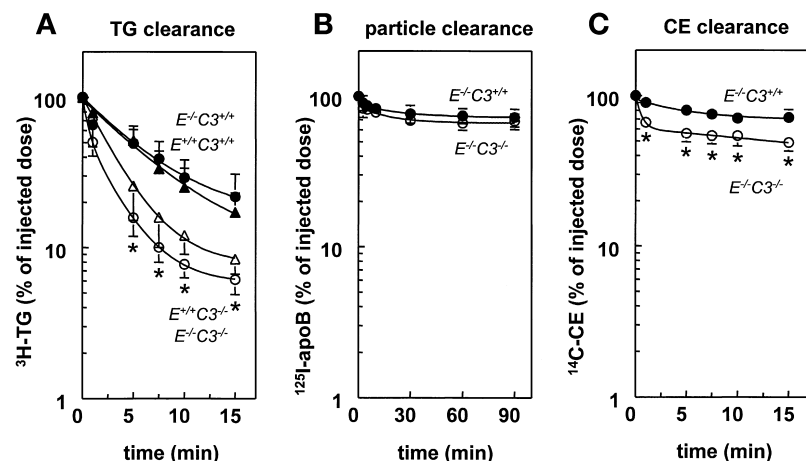 A TG clearance
³H-TG (% of injected dose)
100
10
1
E⁻/⁻C3⁺/⁺
E⁺/⁺C3⁺/⁺
* * * *
E⁺/⁺C3⁻/⁻
E⁻/⁻C3⁻/⁻
0 5 10 15
time (min)
B particle clearance
¹²⁵I-apoB (% of injected dose)
100
10
1
E⁻/⁻C3⁺/⁺
E⁻/⁻C3⁻/⁻
0 30 60 90
time (min)
C CE clearance
¹⁴C-CE (% of injected dose)
100
10
1
E⁻/⁻C3⁺/⁺
* * * * *
E⁻/⁻C3⁻/⁻
0 5 10 15
time (min)